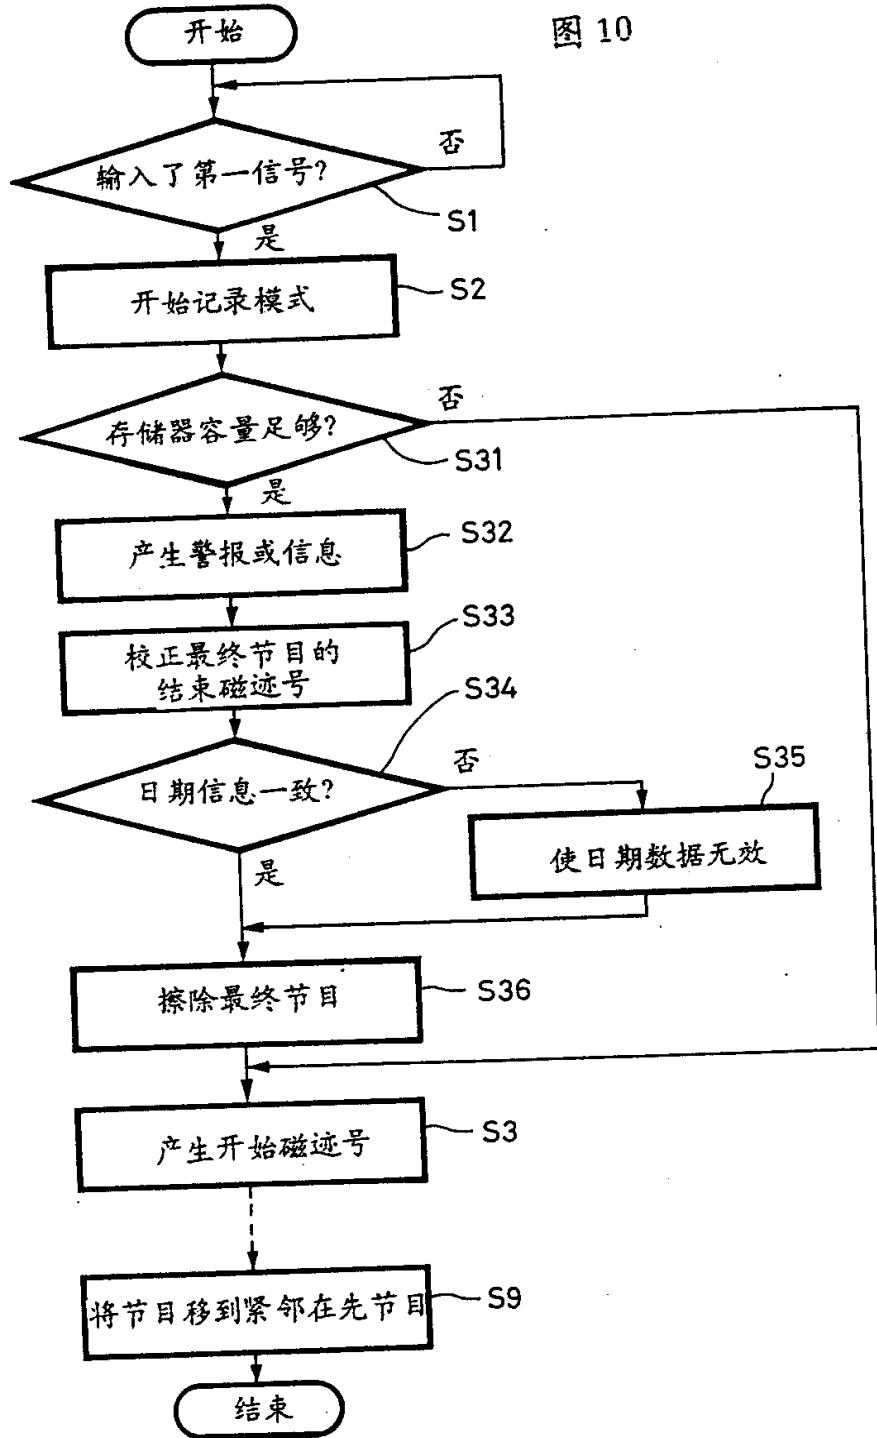 开始
图 10
否
输入了第一信号?
S1
是
开始记录模式
S2
否
存储器容量足够?
S31
是
产生警报或信息
S32
校正最终节目的
结束磁迹号
S33
S34
日期信息一致?
否
S35
使日期数据无效
是
擦除最终节目
S36
产生开始磁迹号
S3
将节目移到紧邻在先节目
S9
结束